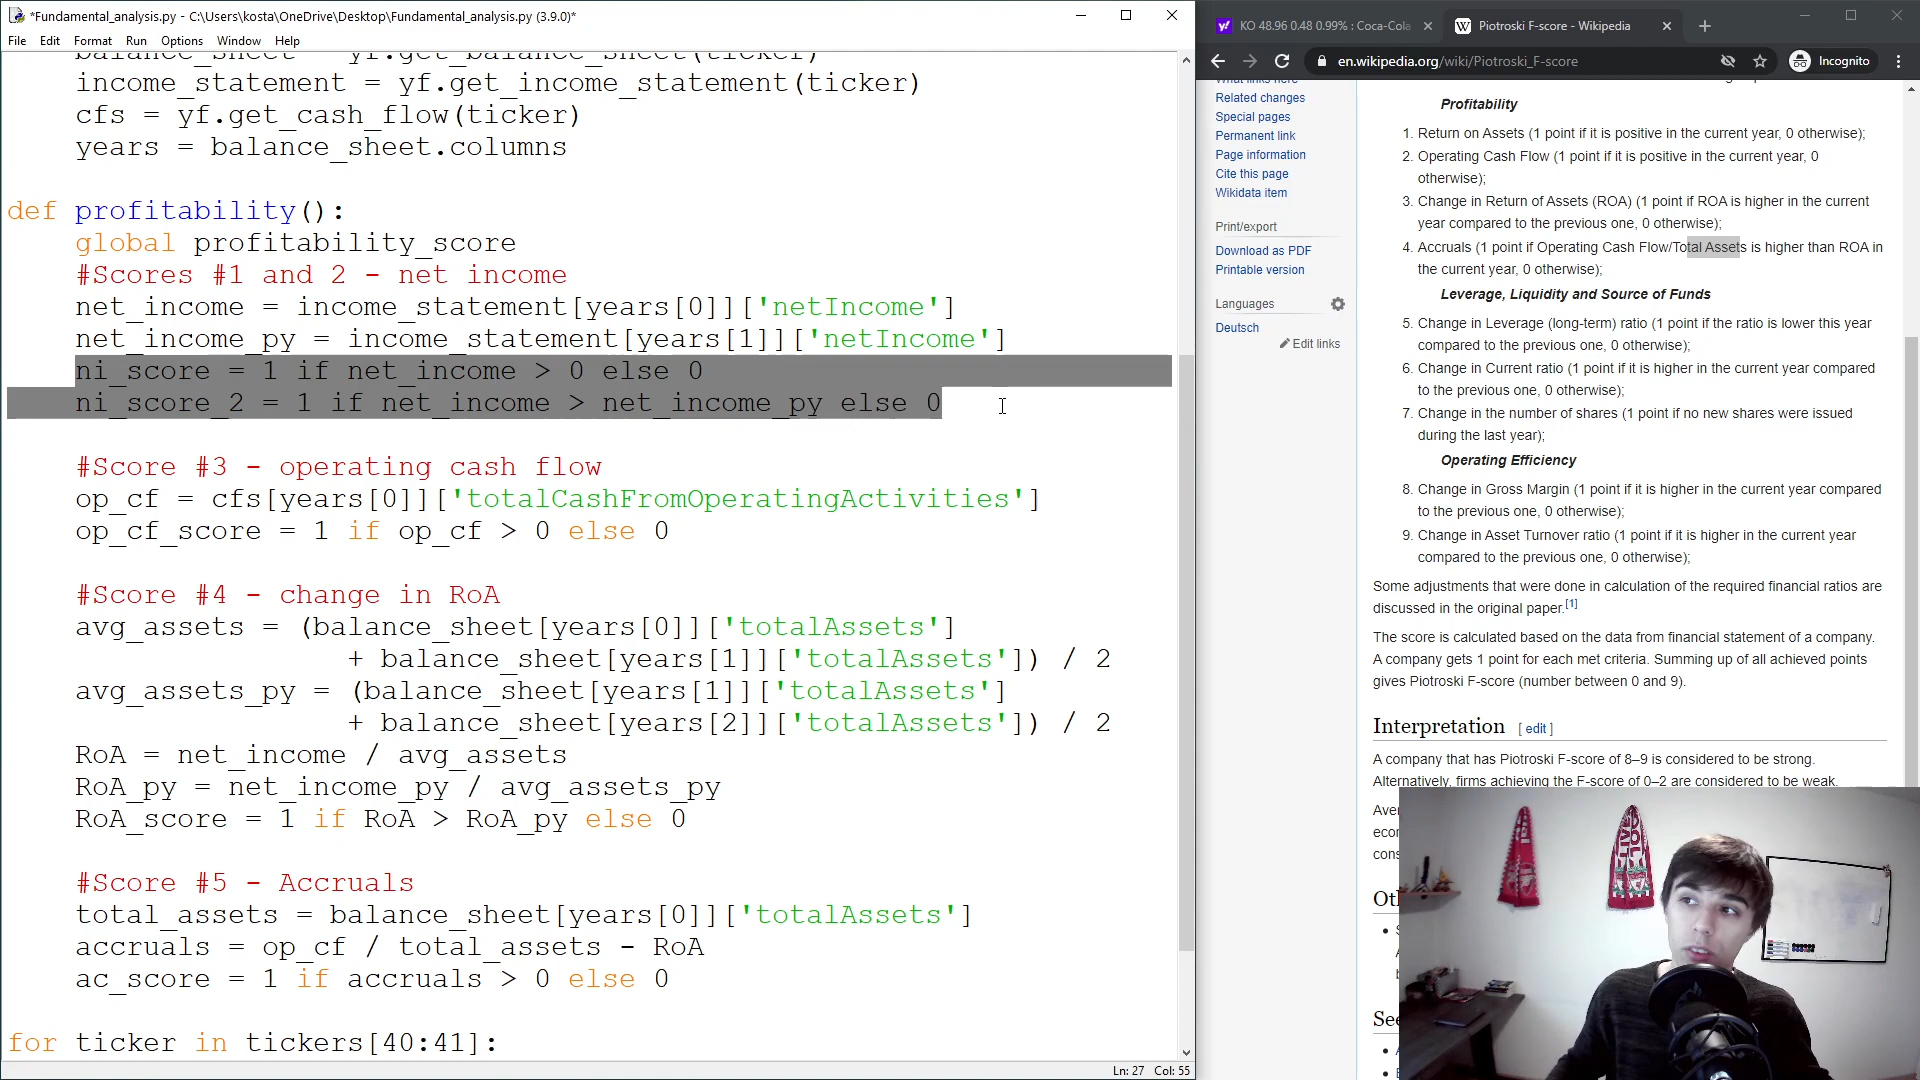 *Fundamental_analysis.py - C:\Users\kosta\OneDrive\Desktop\Fundamental_analysis.py (3.9.0)*
File Edit Format Run Options Window Help
balance_sheet = yf.get_balance_sheet(ticker)
income_statement = yf.get_income_statement(ticker)
cfs = yf.get_cash_flow(ticker)
years = balance_sheet.columns
def profitability():
global profitability_score
#Scores #1 and 2 - net income
net_income = income_statement[years[0]]['netIncome']
net_income_py = income_statement[years[1]]['netIncome']
ni_score = 1 if net_income > 0 else 0
ni_score_2 = 1 if net_income > net_income_py else 0
#Score #3 - operating cash flow
op_cf = cfs[years[0]]['totalCashFromOperatingActivities']
op_cf_score = 1 if op_cf > 0 else 0
#Score #4 - change in RoA
avg_assets = (balance_sheet[years[0]]['totalAssets']
+ balance_sheet[years[1]]['totalAssets']) / 2
avg_assets_py = (balance_sheet[years[1]]['totalAssets']
+ balance_sheet[years[2]]['totalAssets']) / 2
RoA = net_income / avg_assets
RoA_py = net_income_py / avg_assets_py
RoA_score = 1 if RoA > RoA_py else 0
#Score #5 - Accruals
total_assets = balance_sheet[years[0]]['totalAssets']
accruals = op_cf / total_assets - RoA
ac_score = 1 if accruals > 0 else 0
for ticker in tickers[40:41]:
Ln: 27 Col: 55
KO 48.96 0.48 0.99% : Coca-Cola
Piotroski F-score - Wikipedia
en.wikipedia.org/wiki/Piotroski_F-score
Incognito
What links here
Related changes
Special pages
Permanent link
Page information
Cite this page
Wikidata item
Print/export
Download as PDF
Printable version
Languages
Deutsch
Edit links
Profitability
1. Return on Assets (1 point if it is positive in the current year, 0 otherwise);
2. Operating Cash Flow (1 point if it is positive in the current year, 0
otherwise);
3. Change in Return of Assets (ROA) (1 point if ROA is higher in the current
year compared to the previous one, 0 otherwise);
4. Accruals (1 point if Operating Cash Flow/Total Assets is higher than ROA in
the current year, 0 otherwise);
Leverage, Liquidity and Source of Funds
5. Change in Leverage (long-term) ratio (1 point if the ratio is lower this year
compared to the previous one, 0 otherwise);
6. Change in Current ratio (1 point if it is higher in the current year compared
to the previous one, 0 otherwise);
7. Change in the number of shares (1 point if no new shares were issued
during the last year);
Operating Efficiency
8. Change in Gross Margin (1 point if it is higher in the current year compared
to the previous one, 0 otherwise);
9. Change in Asset Turnover ratio (1 point if it is higher in the current year
compared to the previous one, 0 otherwise);
Some adjustments that were done in calculation of the required financial ratios are
discussed in the original paper.[1]
The score is calculated based on the data from financial statement of a company.
A company gets 1 point for each met criteria. Summing up of all achieved points
gives Piotroski F-score (number between 0 and 9).
Interpretation [ edit ]
A company that has Piotroski F-score of 8–9 is considered to be strong.
Alternatively, firms achieving the F-score of 0–2 are considered to be weak.